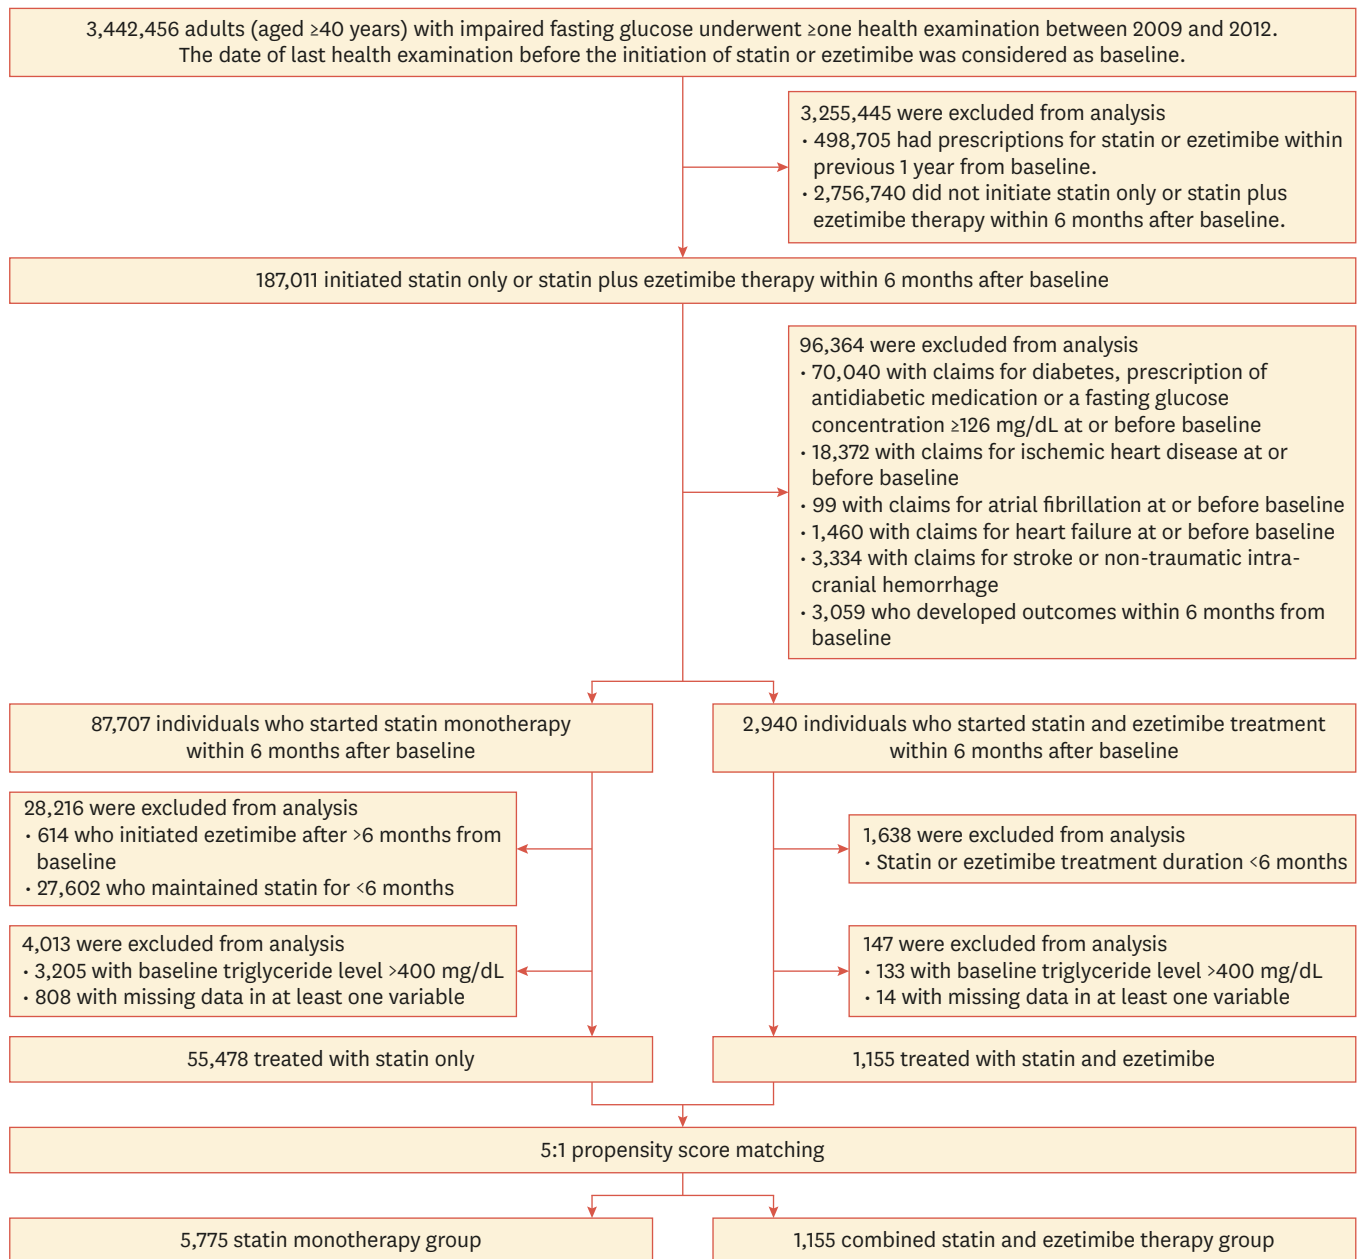 3,442,456 adults (aged ≥40 years) with impaired fasting glucose underwent ≥one health examination between 2009 and 2012.
The date of last health examination before the initiation of statin or ezetimibe was considered as baseline.
3,255,445 were excluded from analysis
· 498,705 had prescriptions for statin or ezetimibe within
previous 1 year from baseline.
· 2,756,740 did not initiate statin only or statin plus
ezetimibe therapy within 6 months after baseline.
187,011 initiated statin only or statin plus ezetimibe therapy within 6 months after baseline
96,364 were excluded from analysis
· 70,040 with claims for diabetes, prescription of
antidiabetic medication or a fasting glucose
concentration ≥126 mg/dL at or before baseline
· 18,372 with claims for ischemic heart disease at or
before baseline
· 99 with claims for atrial fibrillation at or before baseline
· 1,460 with claims for heart failure at or before baseline
· 3,334 with claims for stroke or non-traumatic intra-
cranial hemorrhage
· 3,059 who developed outcomes within 6 months from
baseline
87,707 individuals who started statin monotherapy
within 6 months after baseline
2,940 individuals who started statin and ezetimibe treatment
within 6 months after baseline
28,216 were excluded from analysis
· 614 who initiated ezetimibe after >6 months from
baseline
· 27,602 who maintained statin for <6 months
1,638 were excluded from analysis
· Statin or ezetimibe treatment duration <6 months
4,013 were excluded from analysis
· 3,205 with baseline triglyceride level >400 mg/dL
· 808 with missing data in at least one variable
147 were excluded from analysis
· 133 with baseline triglyceride level >400 mg/dL
· 14 with missing data in at least one variable
55,478 treated with statin only
1,155 treated with statin and ezetimibe
5:1 propensity score matching
5,775 statin monotherapy group
1,155 combined statin and ezetimibe therapy group